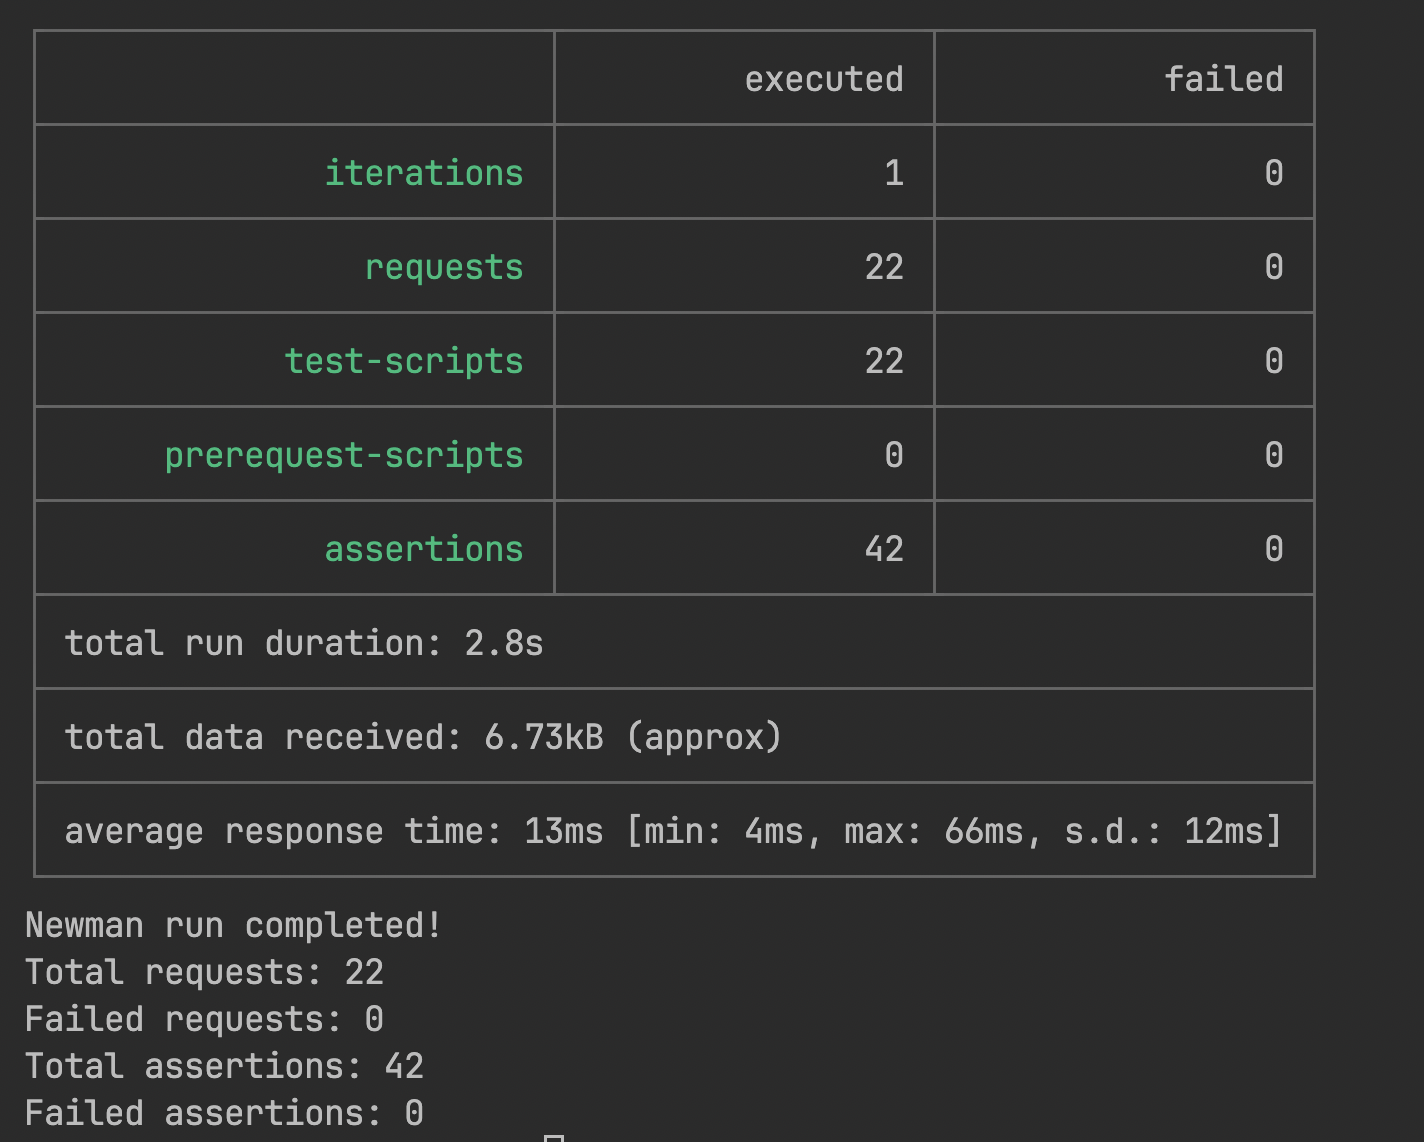 executed failed
iterations 1 0
requests 22 0
test-scripts 22 0
prerequest-scripts 0 0
assertions 42 0
total run duration: 2.8s
total data received: 6.73kB (approx)
average response time: 13ms [min: 4ms, max: 66ms, s.d.: 12ms]
Newman run completed!
Total requests: 22
Failed requests: 0
Total assertions: 42
Failed assertions: 0